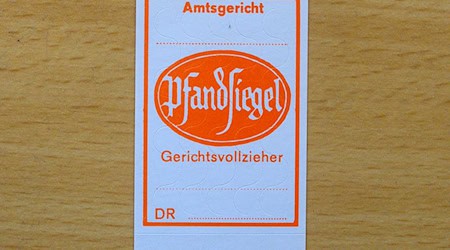 Amtsgericht
Pfandsiegel
Gerichtsvollzieher
DR